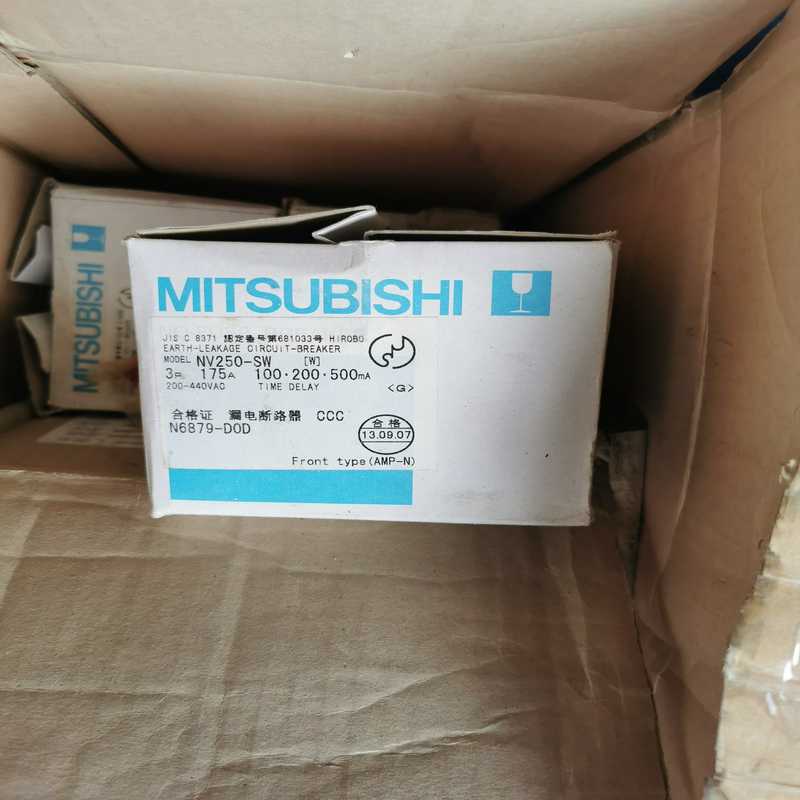 MITSUBISHI
JIS C 8371 認定番号第681033号 HIROBO
EARTH-LEAKAGE CIRCUIT-BREAKER
MODEL NV250-SW [W]
3P 175A 100・200・500mA
200-440VAC TIME DELAY <G>
合格证 漏电断路器 CCC
N6879-D0D
合格
13.09.07
Front type(AMP-N)
MITSUBISHI